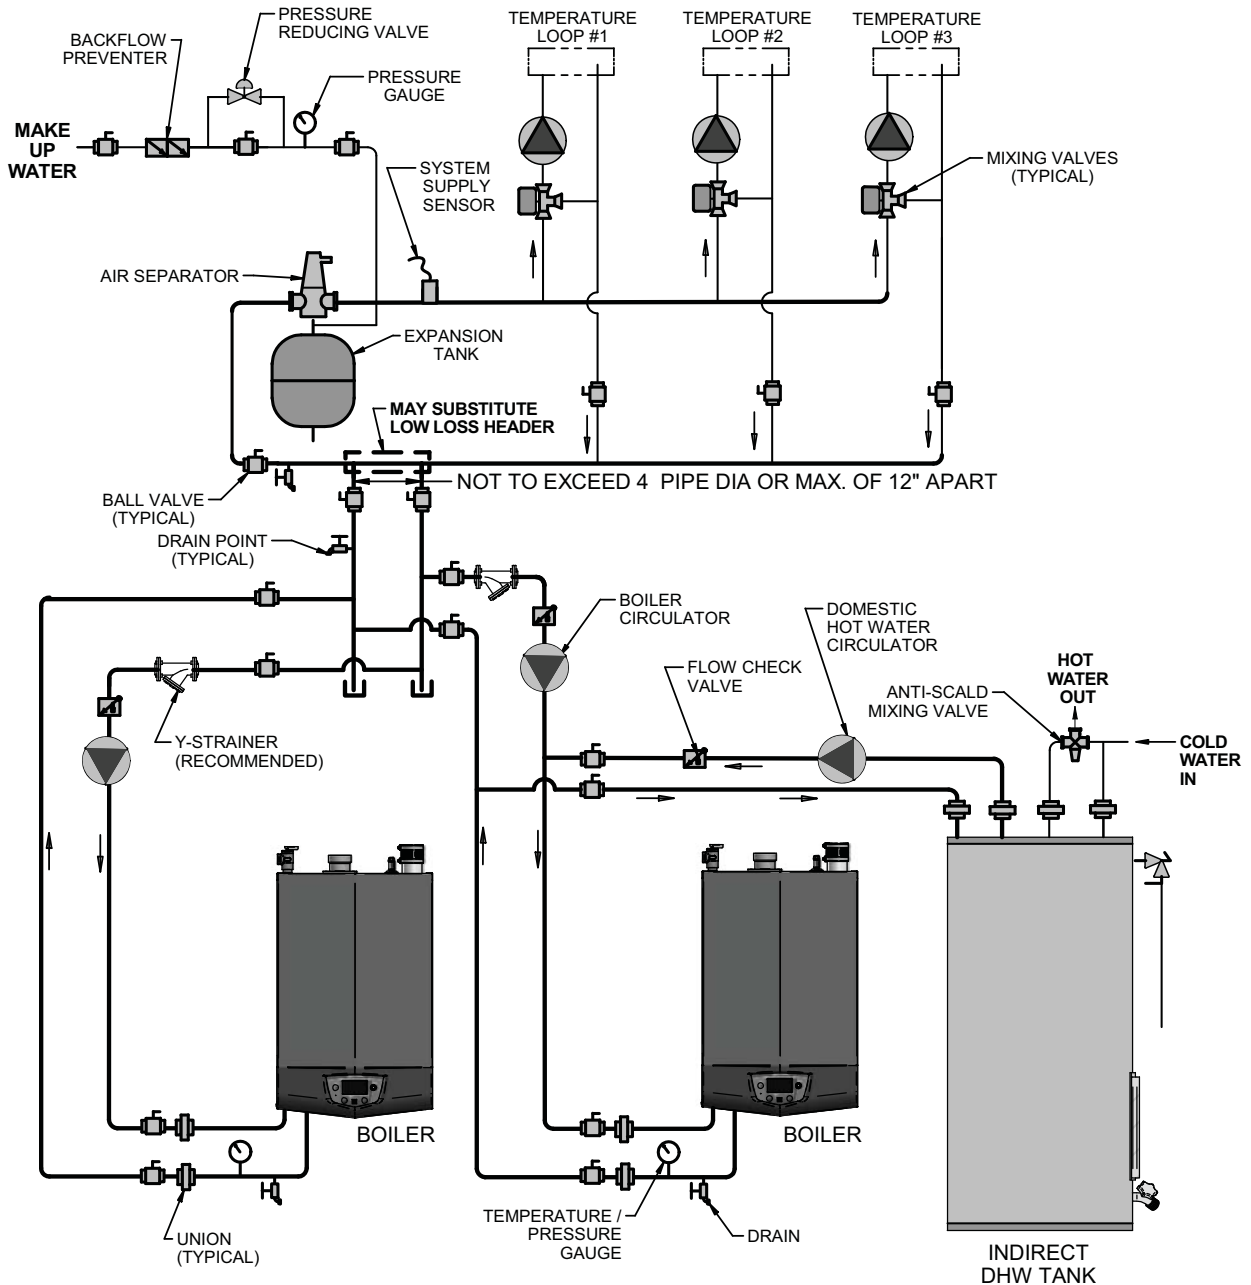 PRESSURE
REDUCING VALVE
BACKFLOW
PREVENTER
PRESSURE
GAUGE
MAKE
UP
WATER
TEMPERATURE
LOOP #1
TEMPERATURE
LOOP #2
TEMPERATURE
LOOP #3
SYSTEM
SUPPLY
SENSOR
MIXING VALVES
(TYPICAL)
AIR SEPARATOR
EXPANSION
TANK
MAY SUBSTITUTE
LOW LOSS HEADER
NOT TO EXCEED 4 PIPE DIA OR MAX. OF 12" APART
BALL VALVE
(TYPICAL)
DRAIN POINT
(TYPICAL)
BOILER
CIRCULATOR
DOMESTIC
HOT WATER
CIRCULATOR
FLOW CHECK
VALVE
HOT
WATER
OUT
ANTI-SCALD
MIXING VALVE
COLD
WATER
IN
Y-STRAINER
(RECOMMENDED)
BOILER
BOILER
UNION
(TYPICAL)
TEMPERATURE /
PRESSURE
GAUGE
DRAIN
INDIRECT
DHW TANK